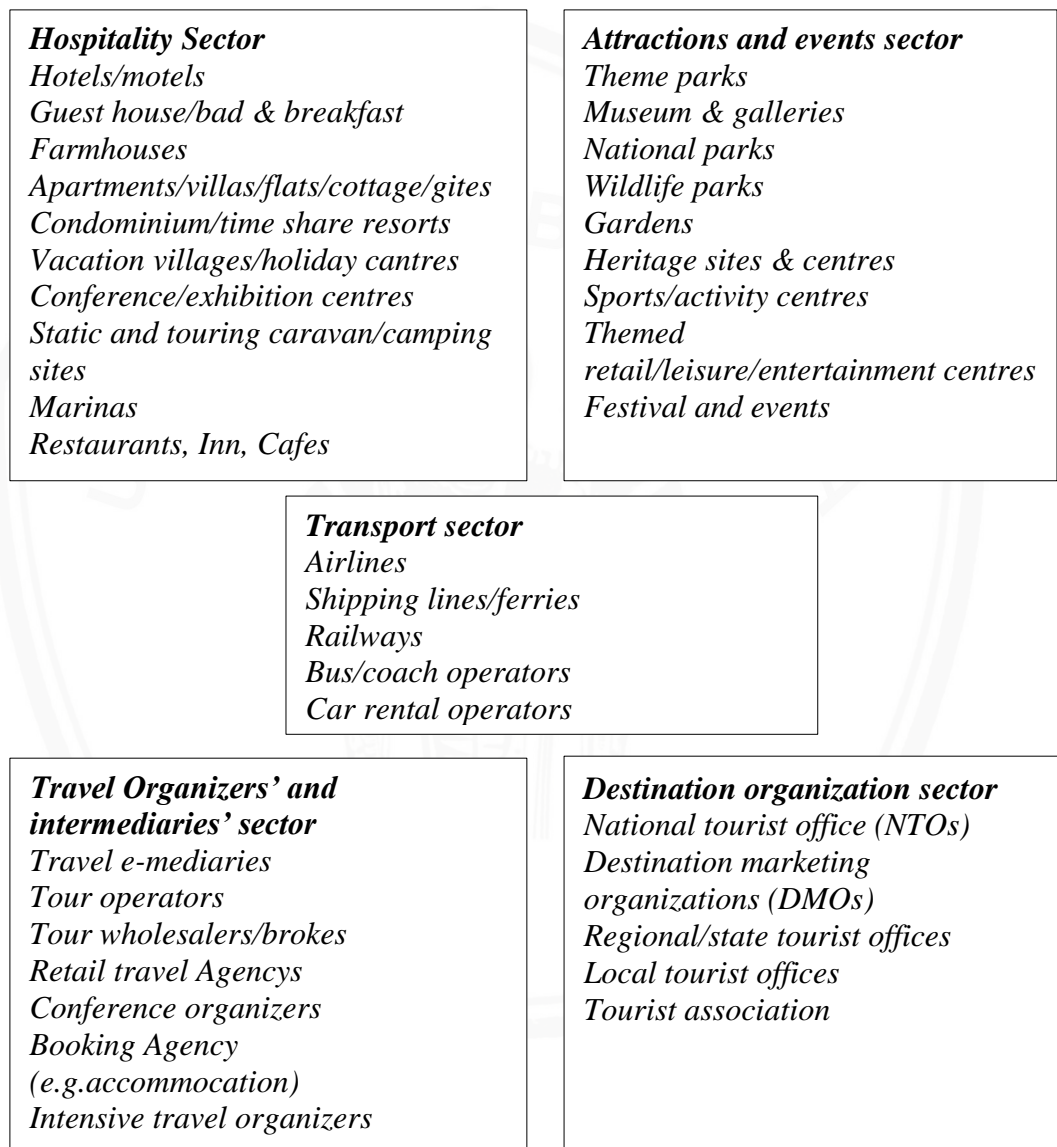 Hospitality Sector
Hotels/motels
Guest house/bad & breakfast
Farmhouses
Apartments/villas/flats/cottage/gites
Condominium/time share resorts
Vacation villages/holiday cantres
Conference/exhibition centres
Static and touring caravan/camping
sites
Marinas
Restaurants, Inn, Cafes
Attractions and events sector
Theme parks
Museum & galleries
National parks
Wildlife parks
Gardens
Heritage sites & centres
Sports/activity centres
Themed
retail/leisure/entertainment centres
Festival and events
Transport sector
Airlines
Shipping lines/ferries
Railways
Bus/coach operators
Car rental operators
Travel Organizers’ and
intermediaries’ sector
Travel e-mediaries
Tour operators
Tour wholesalers/brokes
Retail travel Agencys
Conference organizers
Booking Agency
(e.g.accommocation)
Intensive travel organizers
Destination organization sector
National tourist office (NTOs)
Destination marketing
organizations (DMOs)
Regional/state tourist offices
Local tourist offices
Tourist association